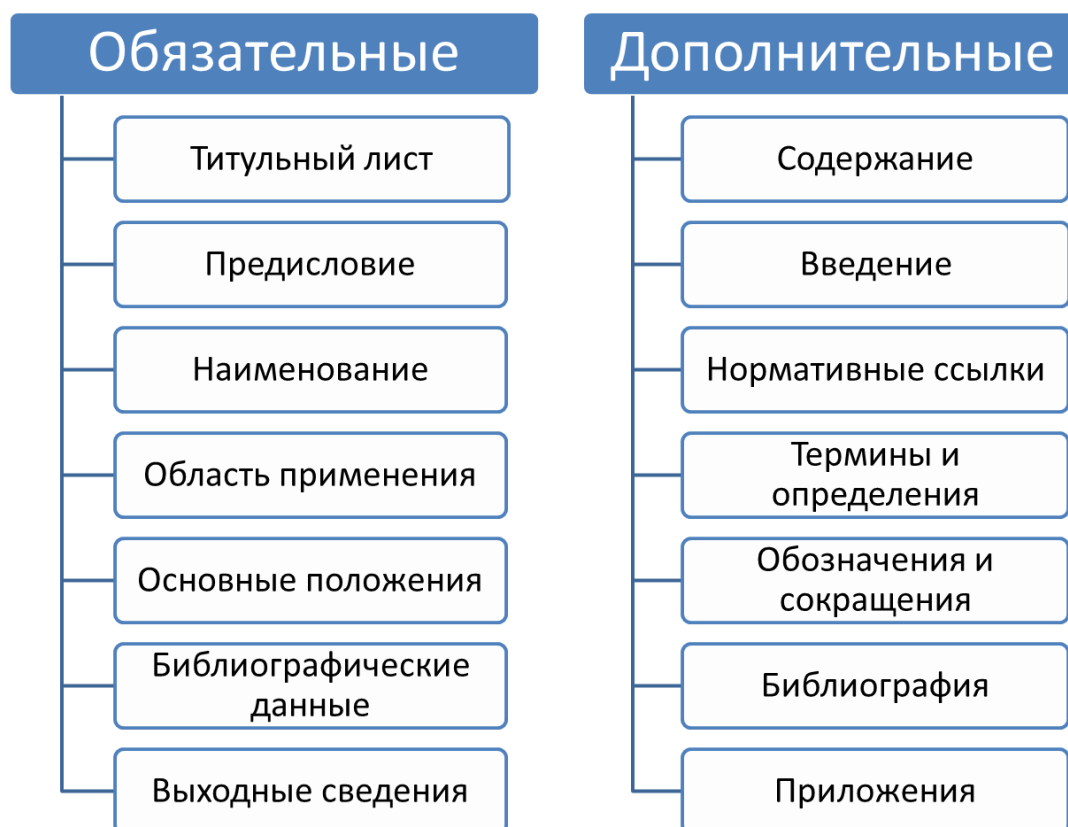 Обязательные
Титульный лист
Предисловие
Наименование
Область применения
Основные положения
Библиографические
данные
Выходные сведения
Дополнительные
Содержание
Введение
Нормативные ссылки
Термины и
определения
Обозначения и
сокращения
Библиография
Приложения